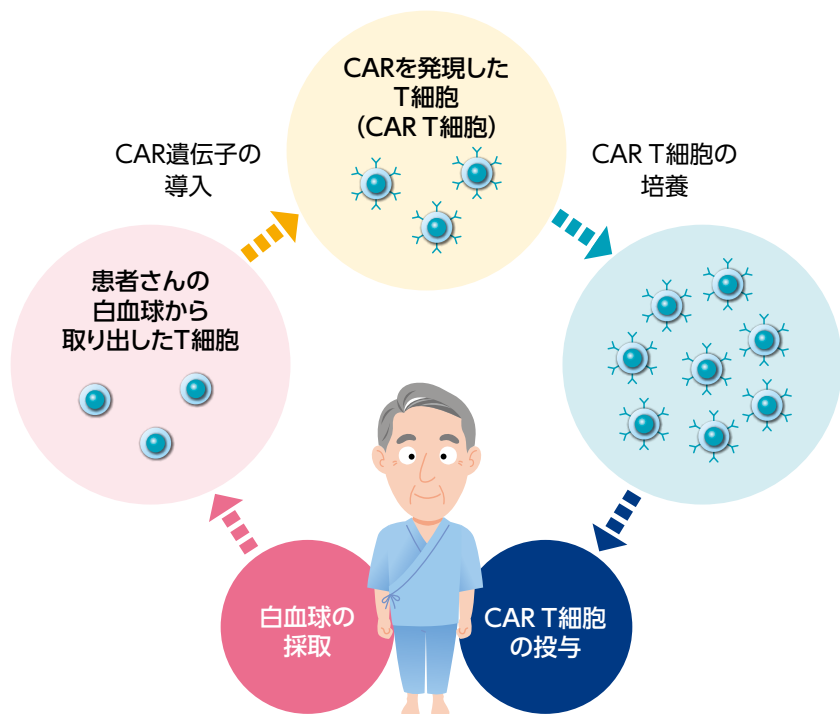 CARを発現した
T細胞
（CAR T細胞）
CAR遺伝子の
導入
CAR T細胞の
培養
患者さんの
白血球から
取り出したT細胞
白血球の
採取
CAR T細胞
の投与